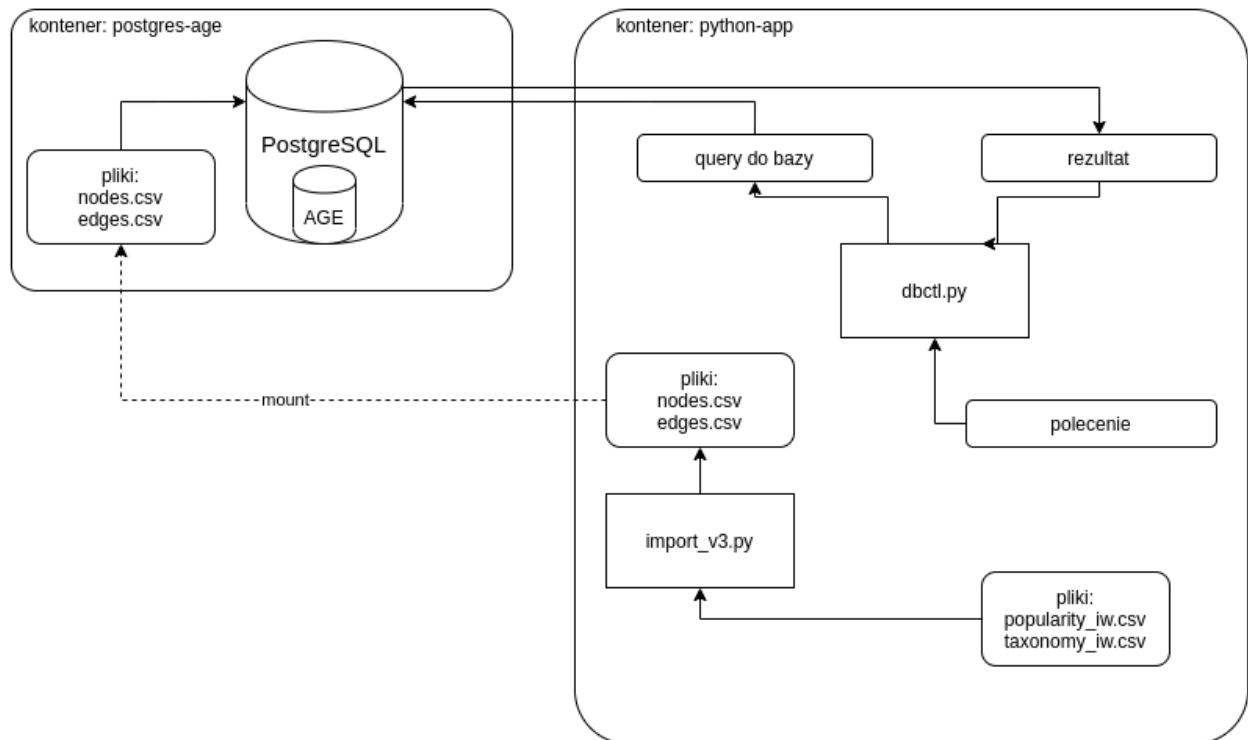 kontener: postgres-age
kontener: python-app
PostgreSQL
AGE
pliki:
nodes.csv
edges.csv
query do bazy
rezultat
dbctl.py
mount
pliki:
nodes.csv
edges.csv
polecenie
import_v3.py
pliki:
popularity_iw.csv
taxonomy_iw.csv